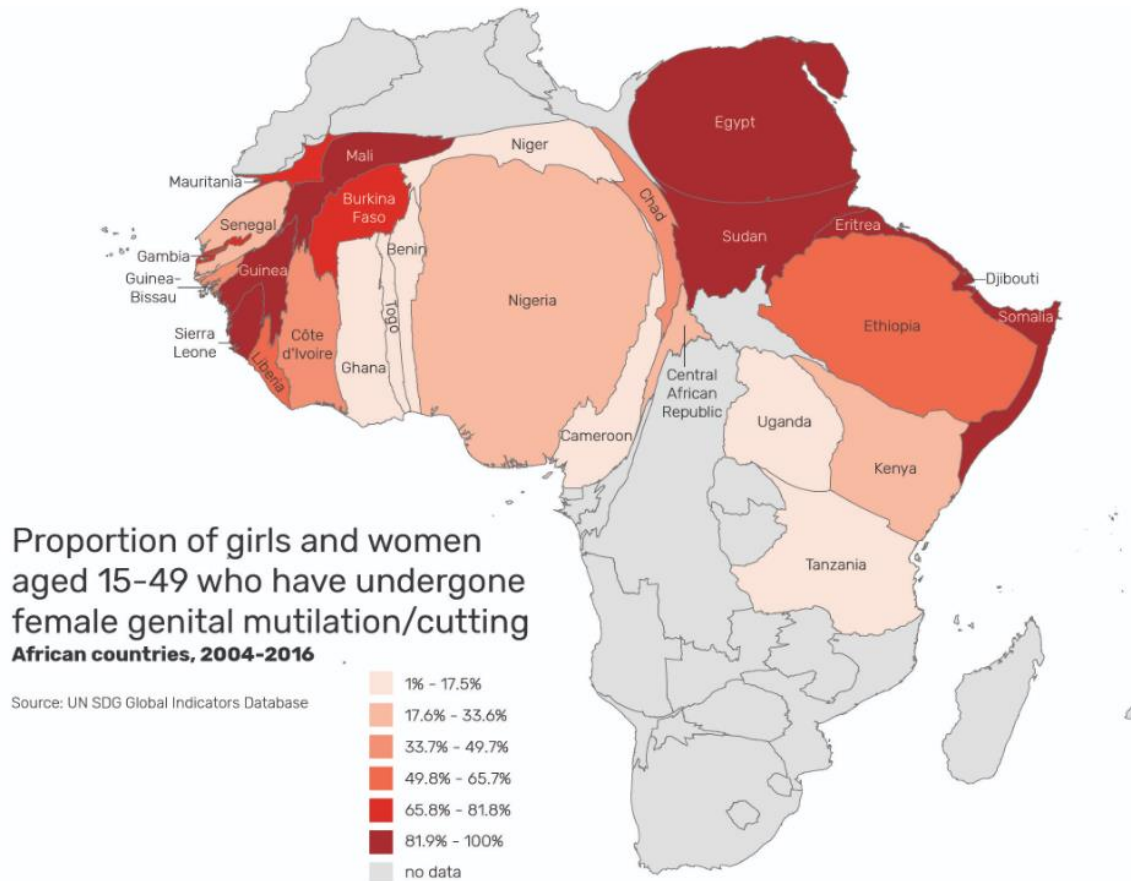 Egypt
Niger
Mali
Mauritania
Burkina
Faso
Chad
Senegal
Sudan
Eritrea
Benin
Gambia
Guinea
Djibouti
Guinea-
Bissau
Nigeria
Togo
Somalia
Ethiopia
Sierra
Leone
Côte
d'Ivoire
Liberia
Ghana
Central
African
Republic
Uganda
Cameroon
Kenya
Tanzania
Proportion of girls and women
aged 15-49 who have undergone
female genital mutilation/cutting
African countries, 2004-2016
Source: UN SDG Global Indicators Database
1% - 17.5%
17.6% - 33.6%
33.7% - 49.7%
49.8% - 65.7%
65.8% - 81.8%
81.9% - 100%
no data